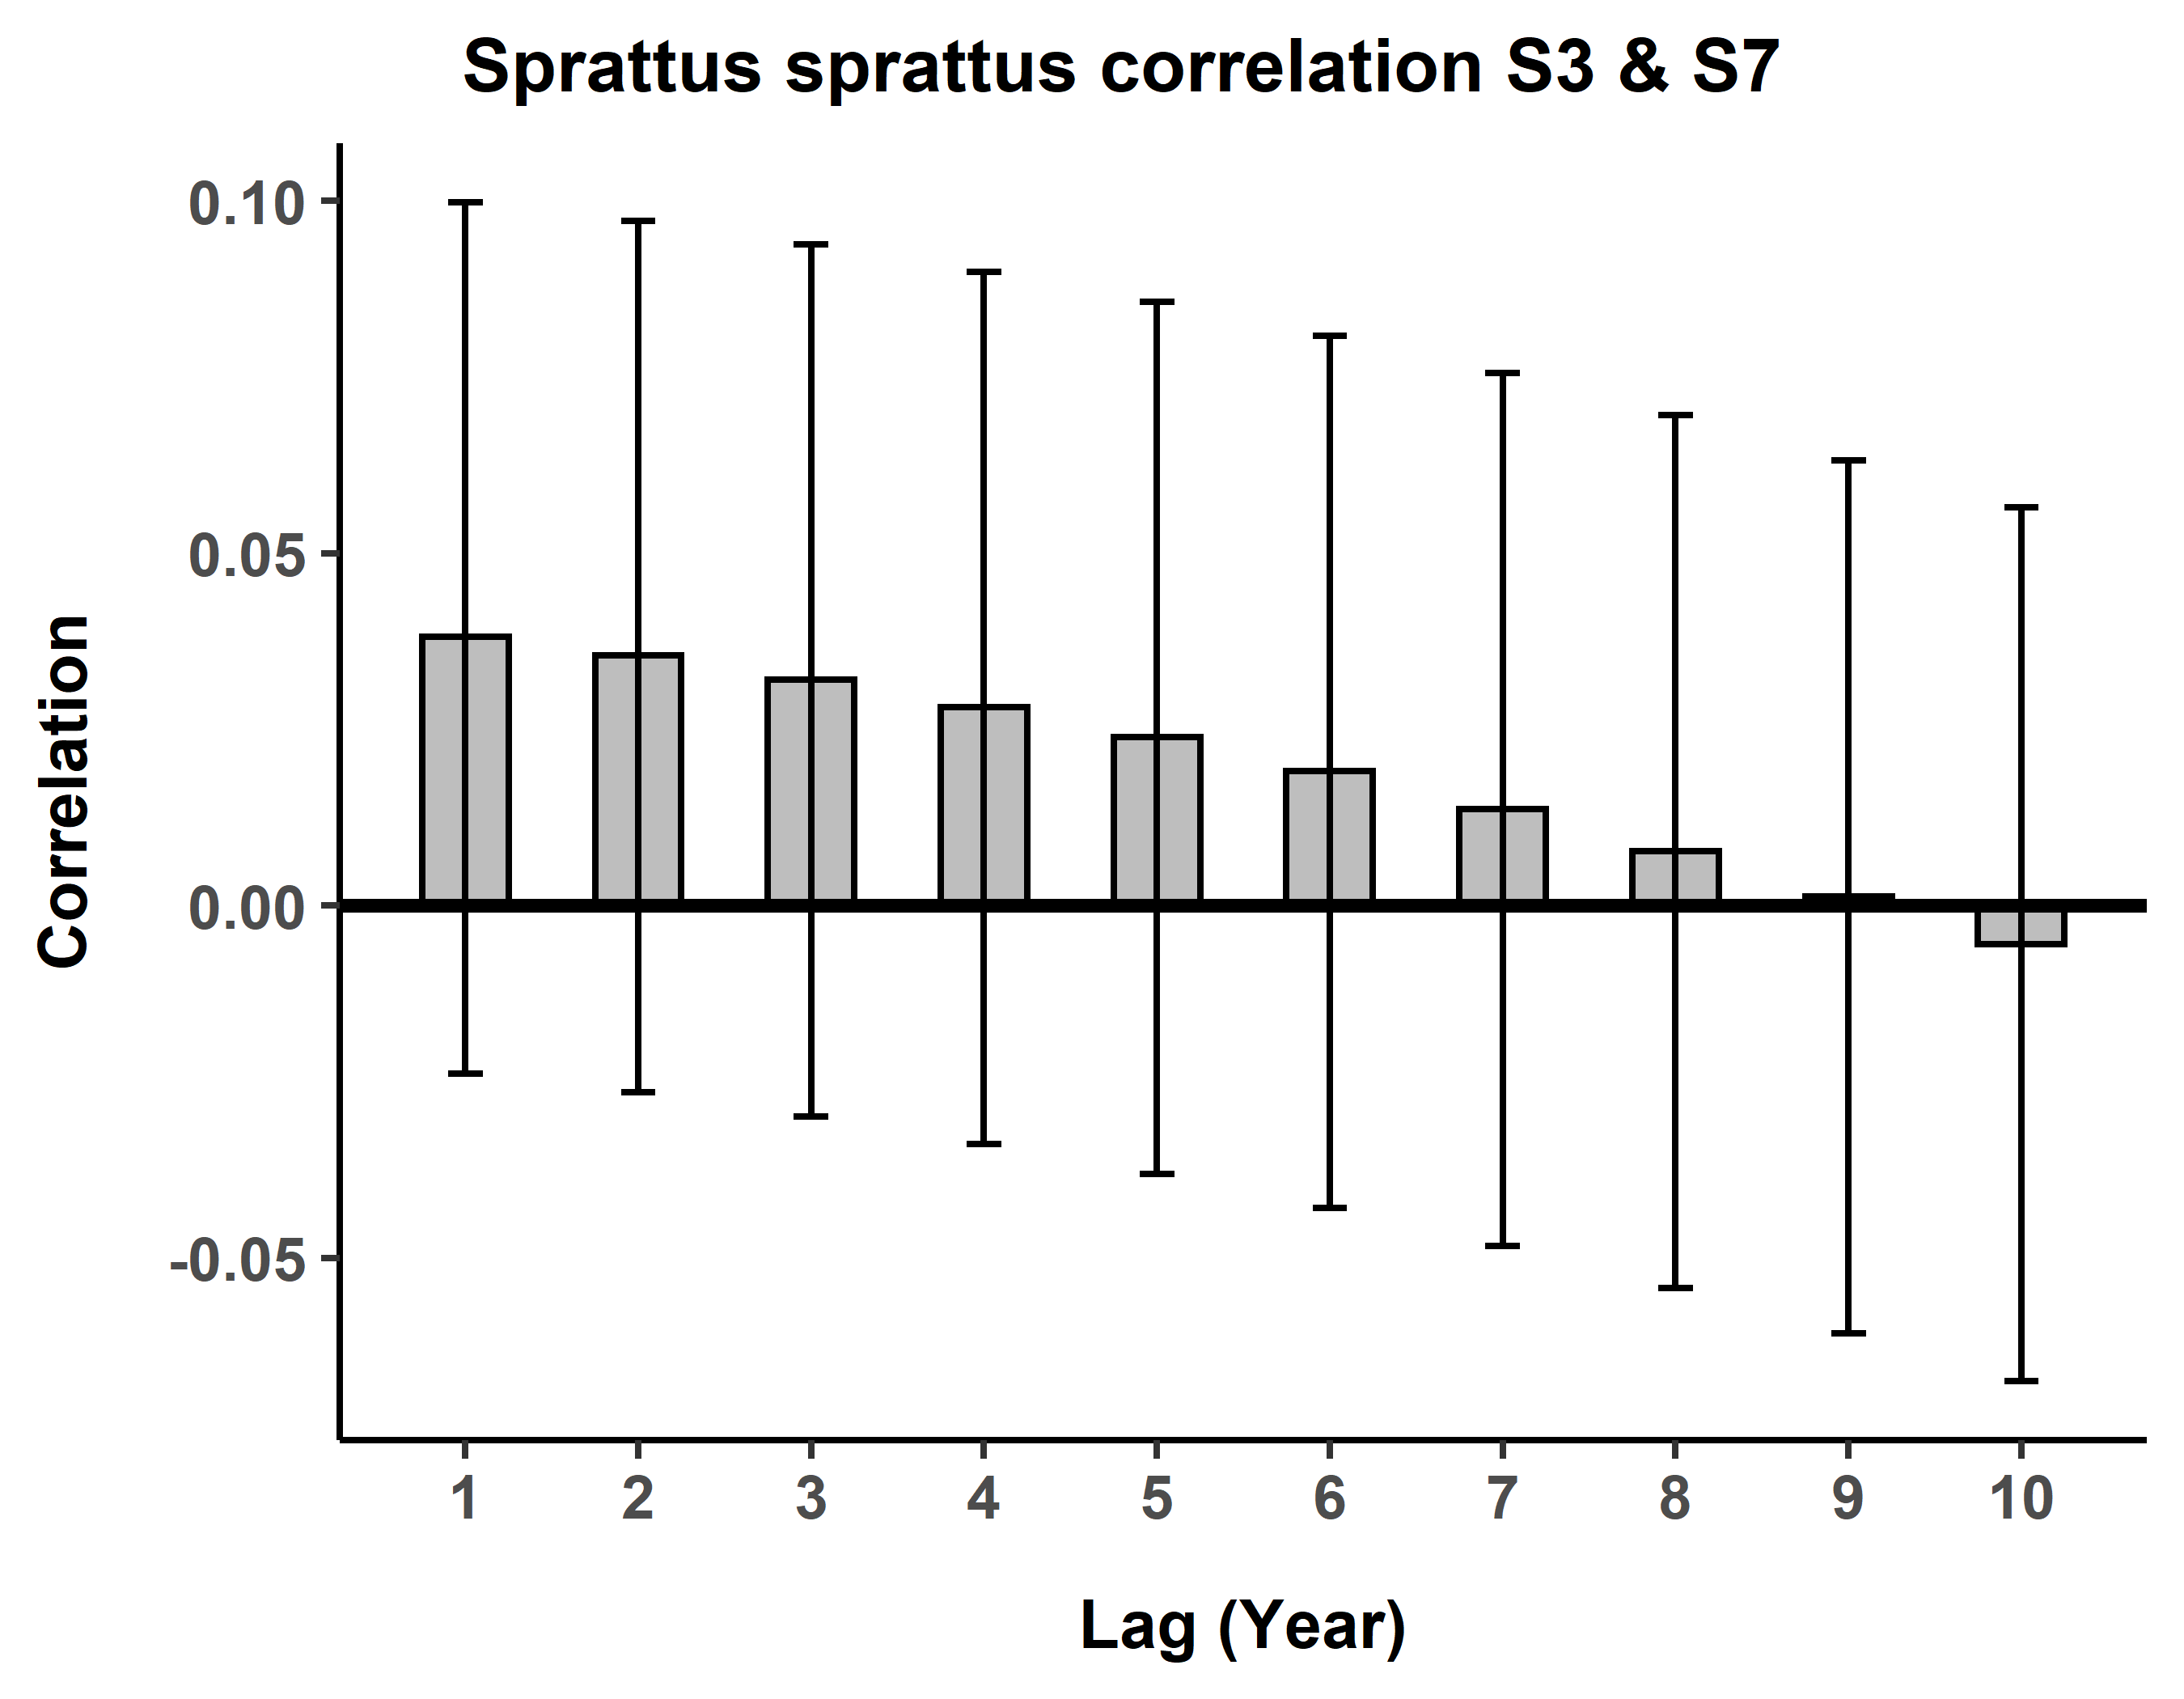 Sprattus sprattus correlation S3 & S7
0.10
0.05
0.00
-0.05
Correlation
1 2 3 4 5 6 7 8 9 10
Lag (Year)